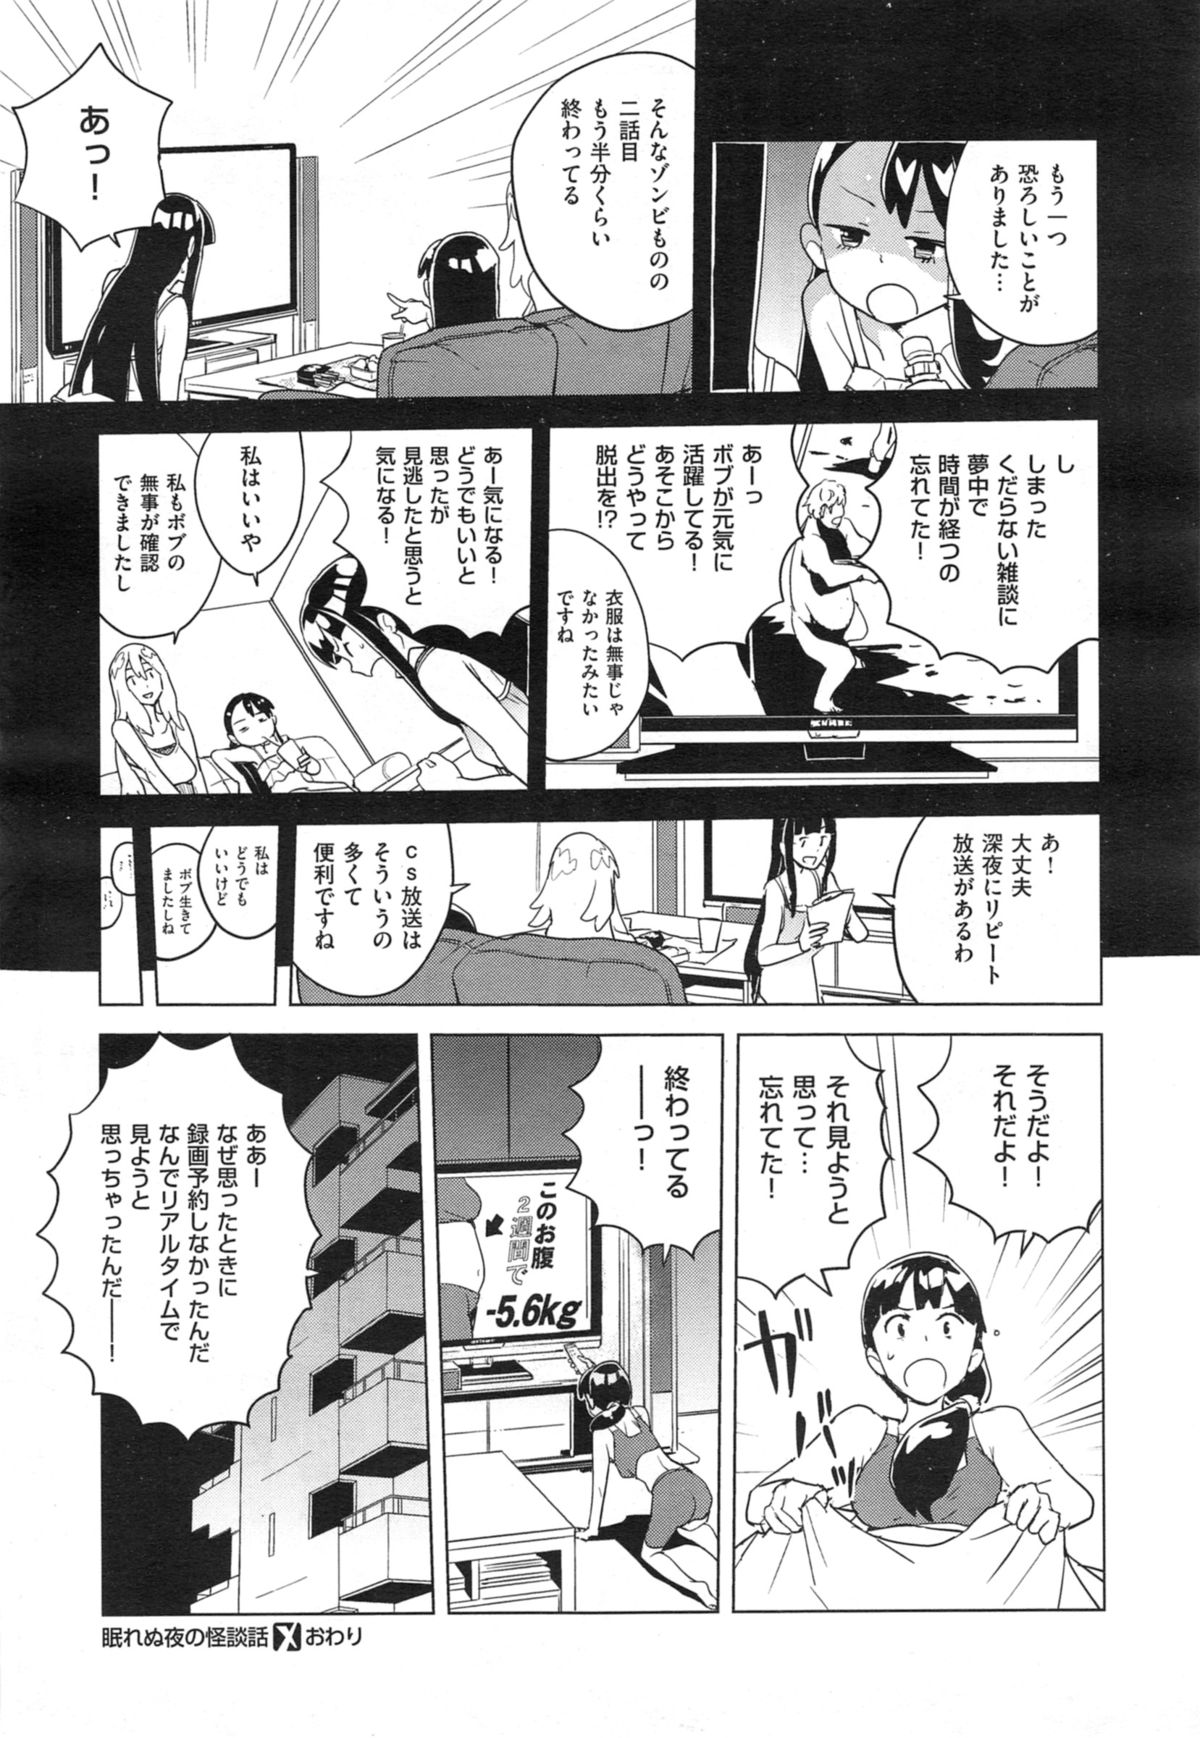 もう一つ
恐ろしいことが
ありました…
そんなゾンビものの
二話目
もう半分くらい
終わってる
あっ！
し
しまった
くだらない雑談に
夢中で
時間が経つの
忘れてた！
あーっ
ボブが元気に
活躍してる！
あそこから
どうやって
脱出を!?
衣服は無事じゃ
なかったみたい
ですね
あー気になる！
どうでもいいと
思ったが
見逃したと思うと
気になる！
私はいいや
私もボブの
無事が確認
できましたし
あ！
大丈夫
深夜にリピート
放送があるわ
CS放送は
そういうの
多くて
便利ですね
私は
どうでも
いいけど
ボブ生きて
ましたしね
そうだよ！
それだよ！
それ見ようと
思って…
忘れてた！
ガバッ
終わってる
――っ！
このお腹
2週間で
-5.6kg
ああー
なぜ思ったときに
録画予約しなかったんだ
なんでリアルタイムで
見ようと
思っちゃったんだ――！
眠れぬ夜の怪談話 X おわり